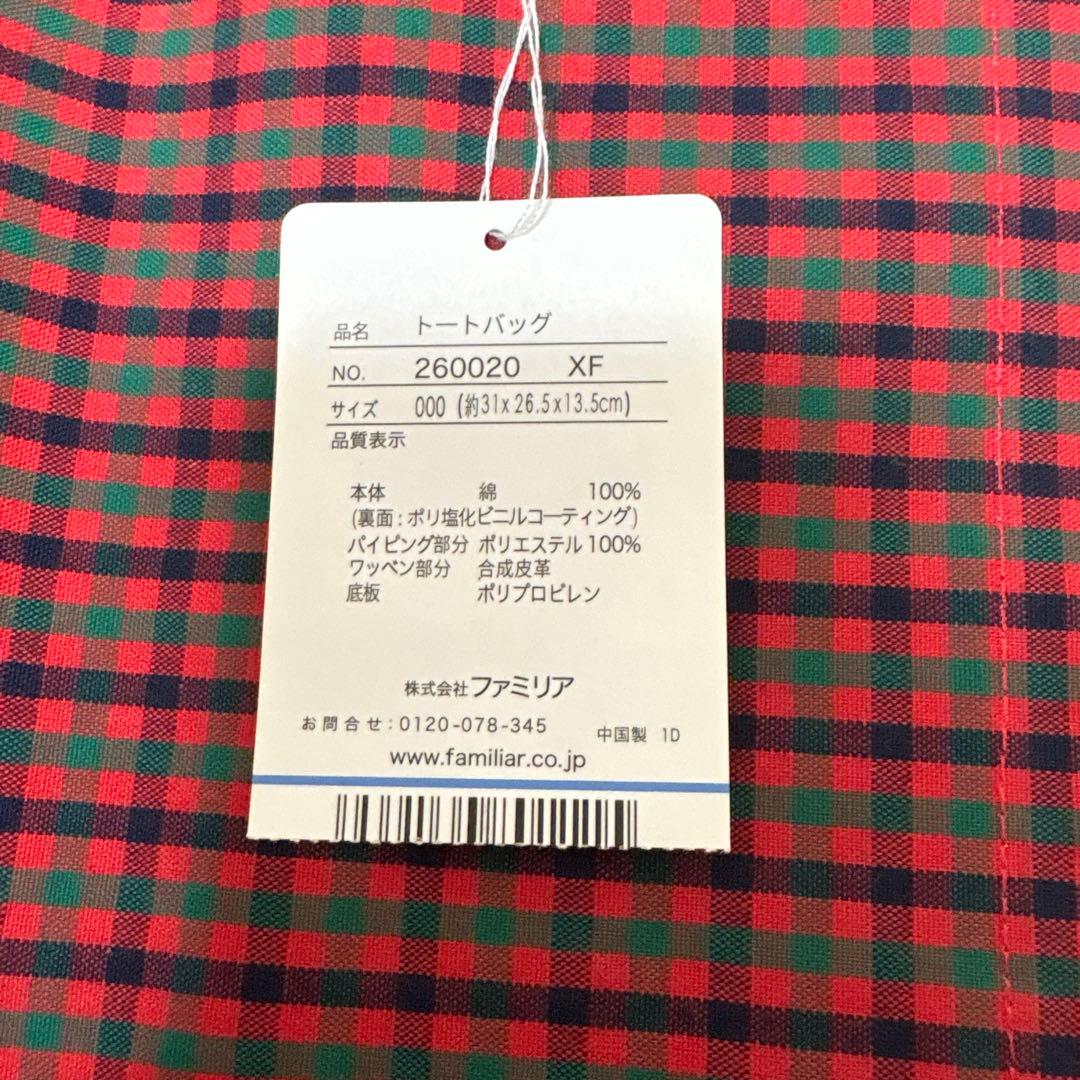 品名 トートバッグ
NO. 260020 XF
サイズ 000 (約31x26.5x13.5cm)
品質表示
本体 綿 100%
(裏面:ポリ塩化ビニルコーティング)
パイピング部分 ポリエステル100%
ワッペン部分 合成皮革
底板 ポリプロピレン
株式会社ファミリア
お問合せ:0120-078-345 中国製 1D
www.familiar.co.jp